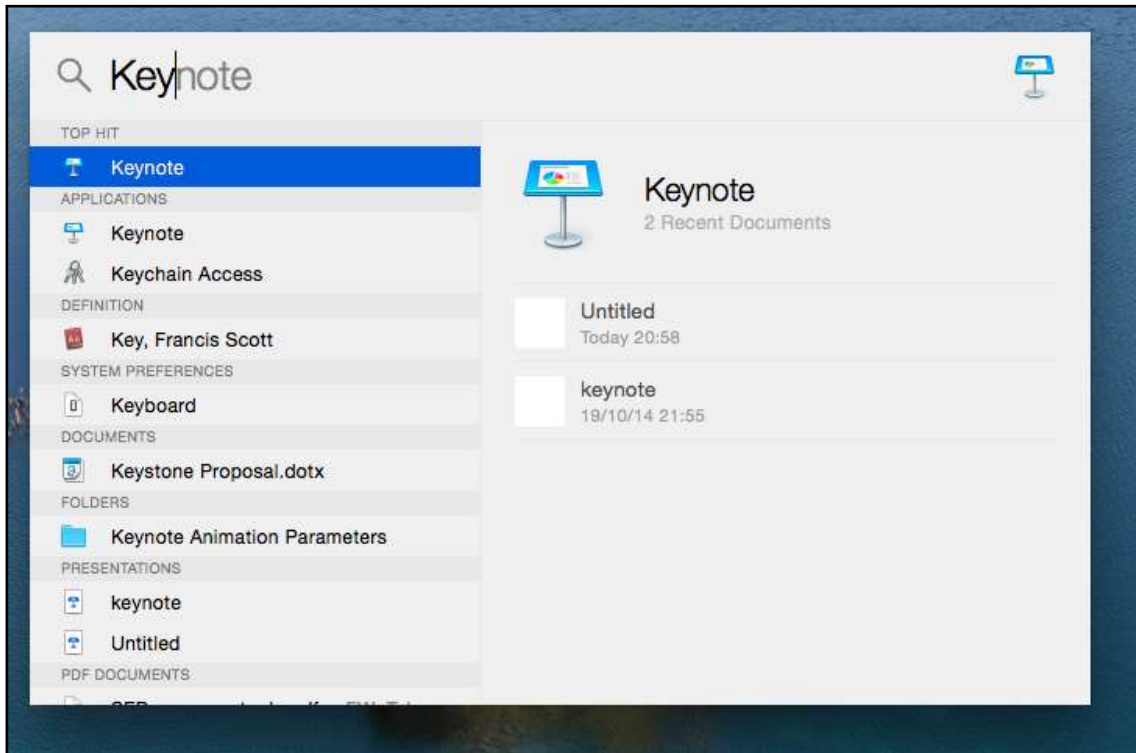 Keynote
TOP HIT
Keynote
APPLICATIONS
Keynote
Keychain Access
DEFINITION
Key, Francis Scott
SYSTEM PREFERENCES
Keyboard
DOCUMENTS
Keystone Proposal.dotx
FOLDERS
Keynote Animation Parameters
PRESENTATIONS
keynote
Untitled
PDF DOCUMENTS
Keynote
2 Recent Documents
Untitled
Today 20:58
keynote
19/10/14 21:55